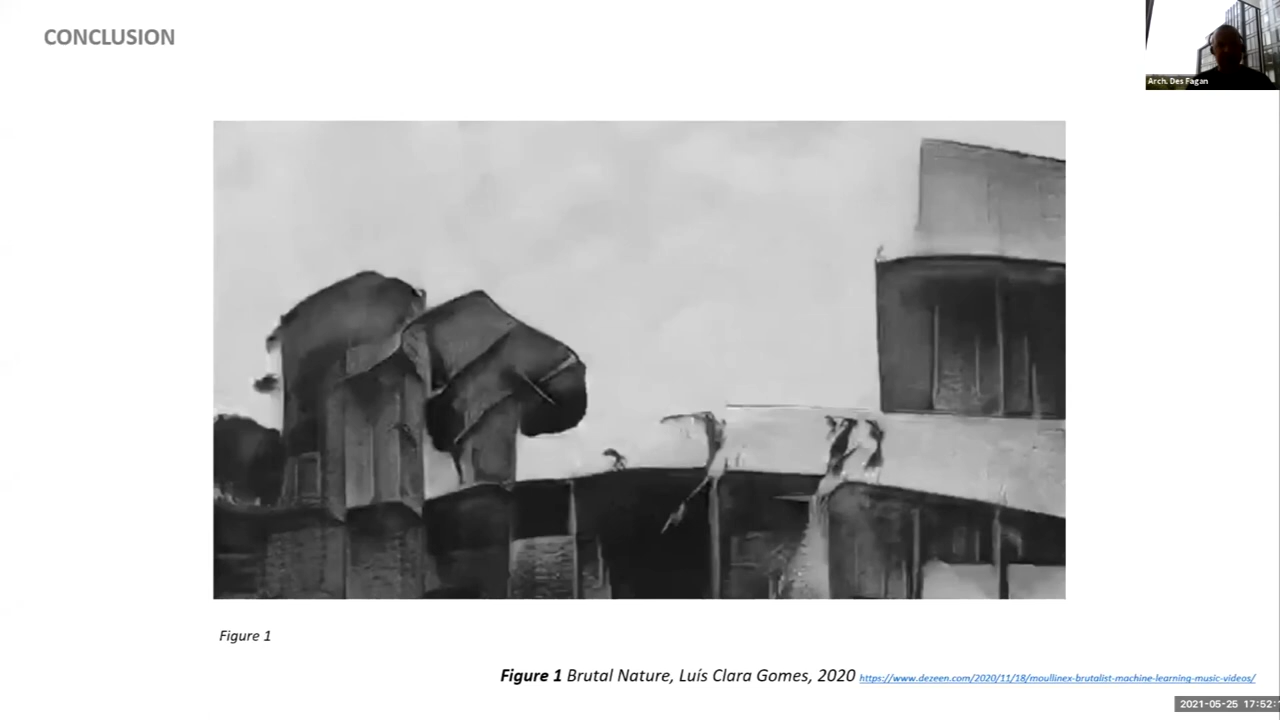 CONCLUSION
Arch. Des Fagan
Figure 1
Figure 1 Brutal Nature, Luís Clara Gomes, 2020 https://www.dezeen.com/2020/11/18/moullinex-brutalist-machine-learning-music-videos/
2021-05-25 17:52: